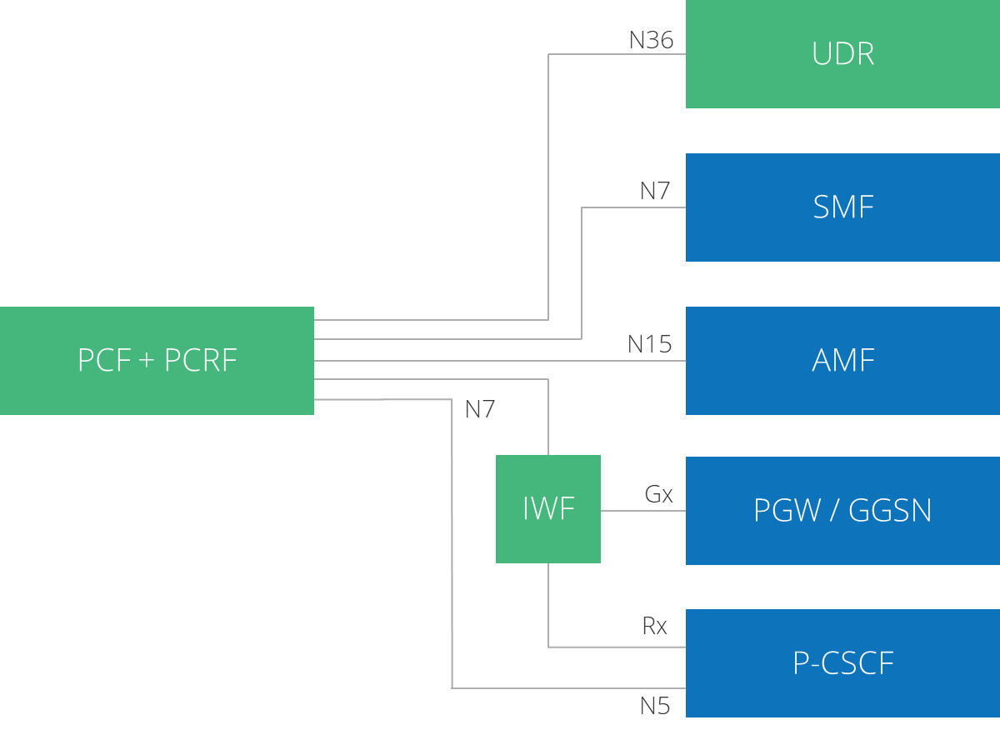 N36
UDR
N7
SMF
PCF + PCRF
N15
AMF
N7
IWF
Gx
PGW / GGSN
Rx
P-CSCF
N5